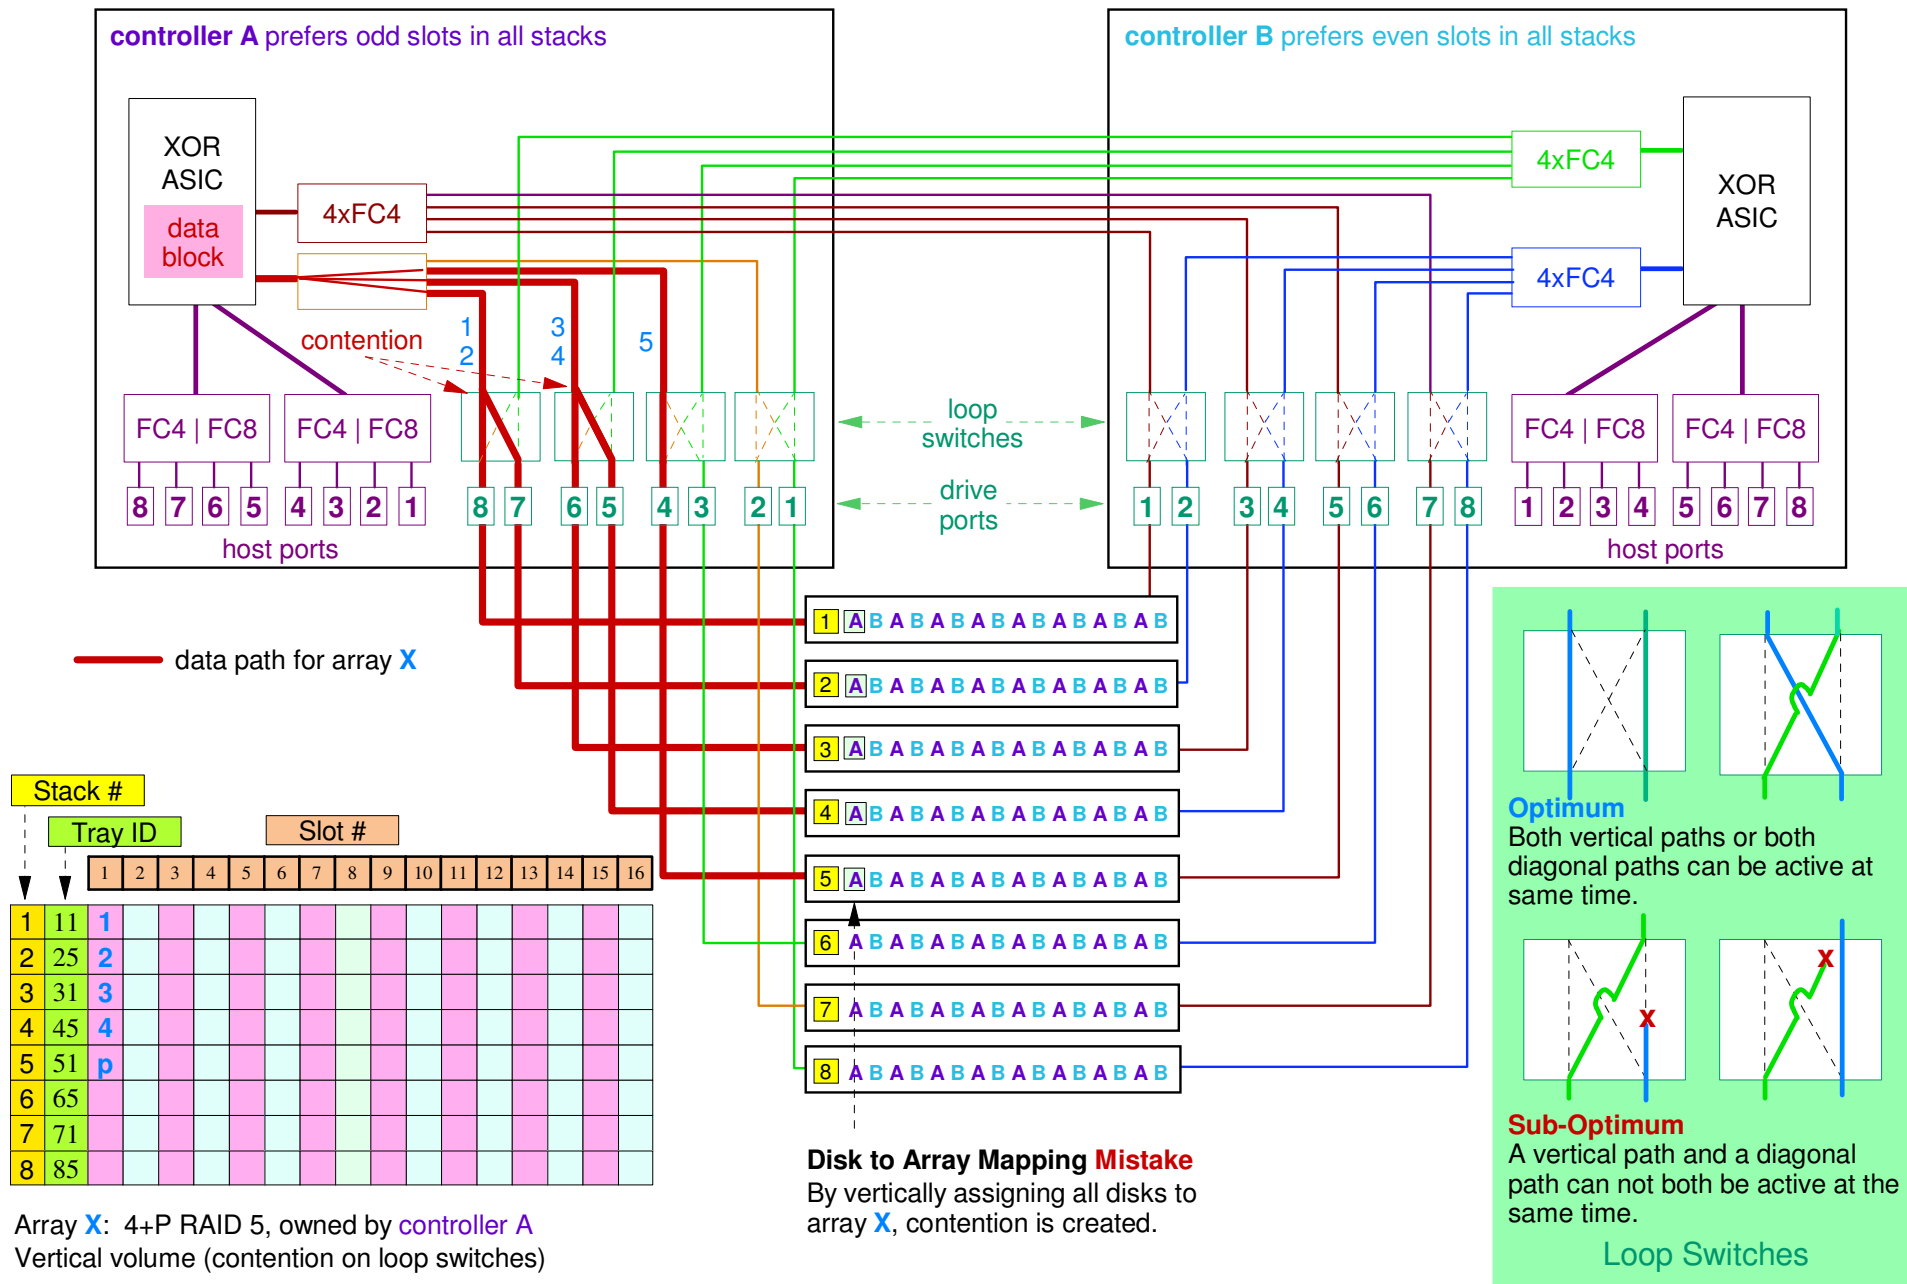 controller A prefers odd slots in all stacks
controller B prefers even slots in all stacks
XOR
ASIC
data
block
4xFC4
4xFC4
4xFC4
XOR
ASIC
contention
1
2
3
4
5
FC4 | FC8
FC4 | FC8
loop
switches
FC4 | FC8
FC4 | FC8
8 7 6 5 4 3 2 1
8 7 6 5 4 3 2 1
drive
ports
1 2 3 4 5 6 7 8
1 2 3 4 5 6 7 8
host ports
host ports
1 A B A B A B A B A B A B A B A B
2 A B A B A B A B A B A B A B A B
3 A B A B A B A B A B A B A B A B
4 A B A B A B A B A B A B A B A B
5 A B A B A B A B A B A B A B A B
6 A B A B A B A B A B A B A B A B
7 A B A B A B A B A B A B A B A B
8 A B A B A B A B A B A B A B A B
data path for array X
Stack #
Tray ID
Slot #
1 2 3 4 5 6 7 8 9 10 11 12 13 14 15 16
1 11 1
2 25 2
3 31 3
4 45 4
5 51 p
6 65
7 71
8 85
Array X: 4+P RAID 5, owned by controller A
Vertical volume (contention on loop switches)
Disk to Array Mapping Mistake
By vertically assigning all disks to
array X, contention is created.
Optimum
Both vertical paths or both
diagonal paths can be active at
same time.
X
X
Sub-Optimum
A vertical path and a diagonal
path can not both be active at the
same time.
Loop Switches